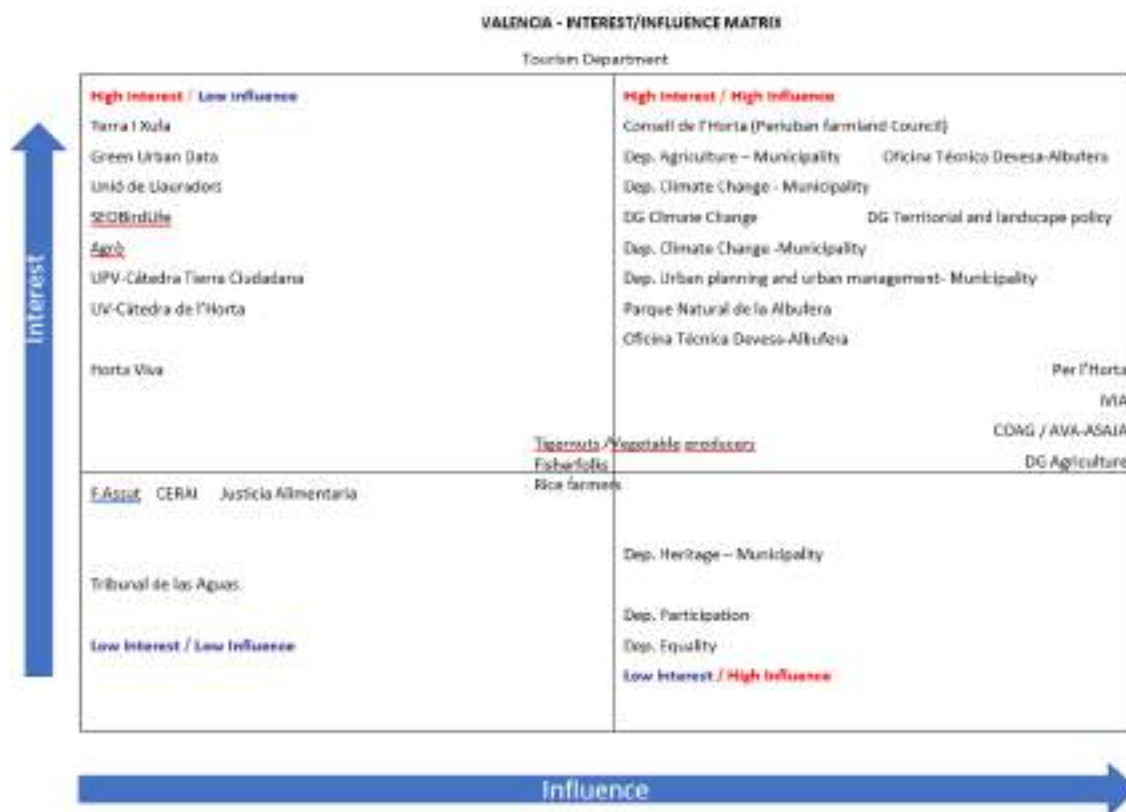 VALENCIA - INTEREST/INFLUENCE MATRIX
Tourism Department
High Interest / Low Influence
Terra I Xufa
Green Urban Data
Unió de Llauradors
SEOBirdLife
Agrò
UPV-Cátedra Tierra Ciudadana
UV-Càtedra de l'Horta
Horta Viva
High Interest / High Influence
Consell de l'Horta (Periuban farmland Council)
Dep. Agriculture – Municipality Oficina Técnica Devesa-Albufera
Dep. Climate Change - Municipality
DG Climate Change DG Territorial and landscape policy
Dep. Climate Change -Municipality
Dep. Urban planning and urban management- Municipality
Parque Natural de la Albufera
Oficina Técnica Devesa-Albufera
Per l'Horta
IVIA
COAG / AVA-ASAJA
DG Agriculture
Tigernuts /Vegetable producers
Fisherfolks
Rice farmers
F.Assut CERAI Justicia Alimentaria
Tribunal de las Aguas
Low Interest / Low Influence
Dep. Heritage – Municipality
Dep. Participation
Dep. Equality
Low Interest / High Influence
Interest
Influence